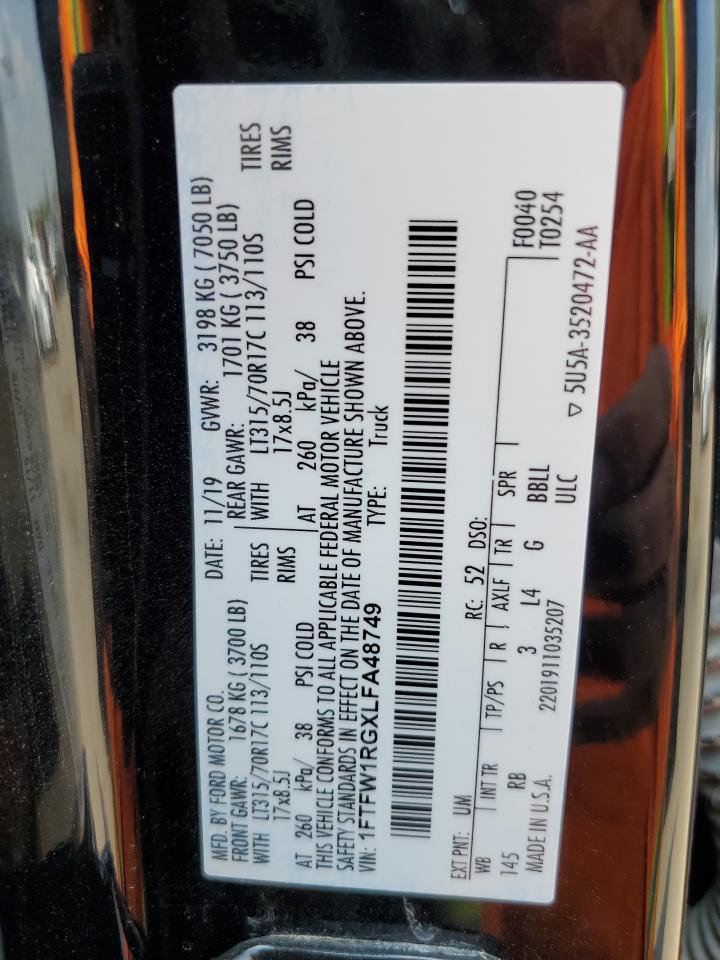 MFD. BY FORD MOTOR CO. DATE: 11/19 GVWR: 3198 KG ( 7050 LB)
FRONT GAWR: 1678 KG ( 3700 LB) REAR GAWR: 1701 KG ( 3750 LB)
WITH LT315/70R17C 113/110S TIRES WITH LT315/70R17C 113/110S TIRES
17x8.5J RIMS 17x8.5J RIMS
AT 260 kPa/ 38 PSI COLD AT 260 kPa/ 38 PSI COLD
THIS VEHICLE CONFORMS TO ALL APPLICABLE FEDERAL MOTOR VEHICLE
SAFETY STANDARDS IN EFFECT ON THE DATE OF MANUFACTURE SHOWN ABOVE.
VIN: 1FTFW1RGXLFA48749 TYPE: Truck
EXT PNT: UM RC: 52 DSO:
WB INT TR TP/PS R AXLE TR SPR F0040
145 RB 3 L4 G BBLL T0254
MADE IN U.S.A. 2201911035207 ULC
▽ 5U5A-3520472-AA